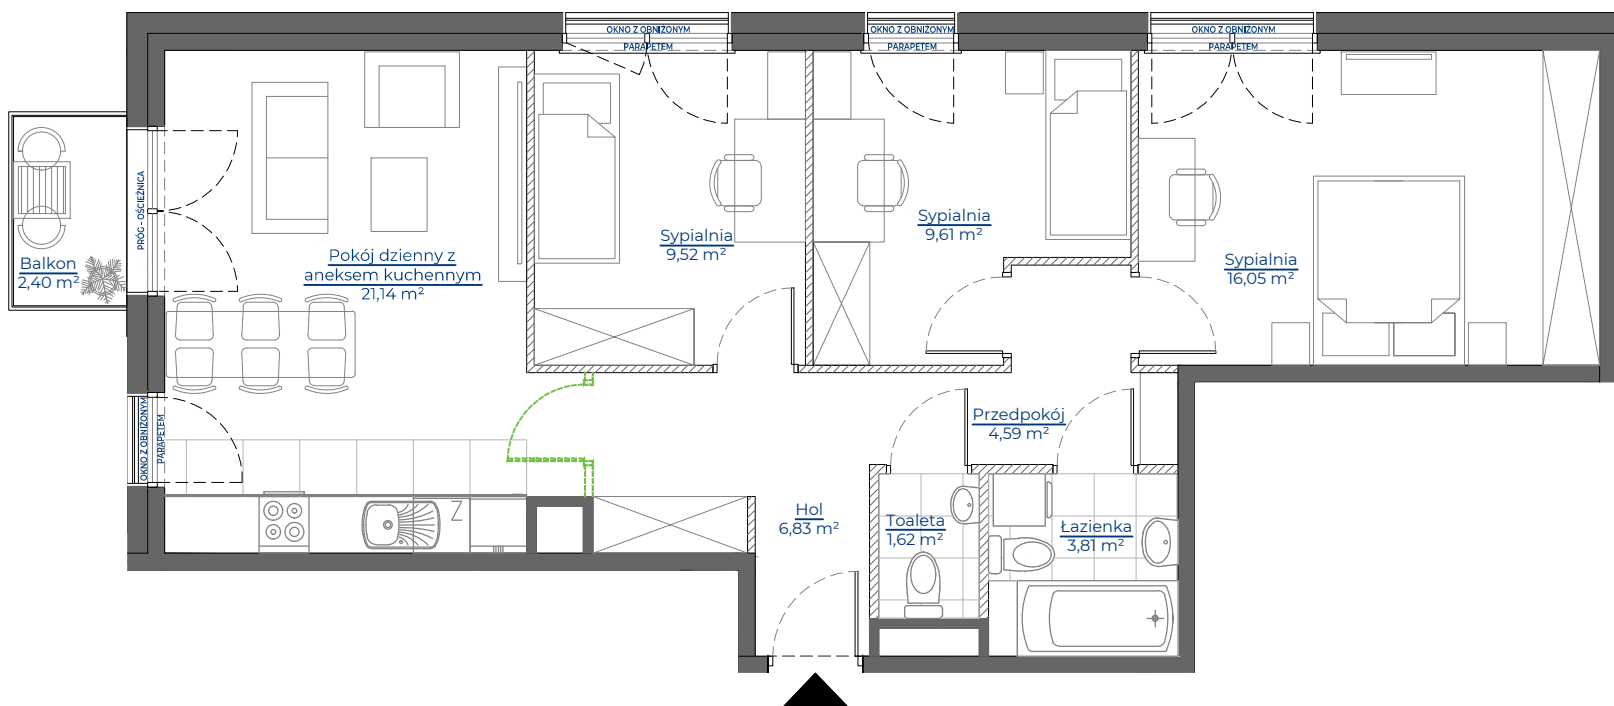 OKNO Z OBNIŻONYM
PARAPETEM
OKNO Z OBNIŻONYM
PARAPETEM
OKNO Z OBNIŻONYM
PARAPETEM
PRÓG - OŚCIEŻNICA
Balkon
2,40 m²
Pokój dzienny z
aneksem kuchennym
21,14 m²
Sypialnia
9,52 m²
Sypialnia
9,61 m²
Sypialnia
16,05 m²
OKNO Z OBNIŻONYM
PARAPETEM
Przedpokój
4,59 m²
Z
Hol
6,83 m²
Toaleta
1,62 m²
Łazienka
3,81 m²